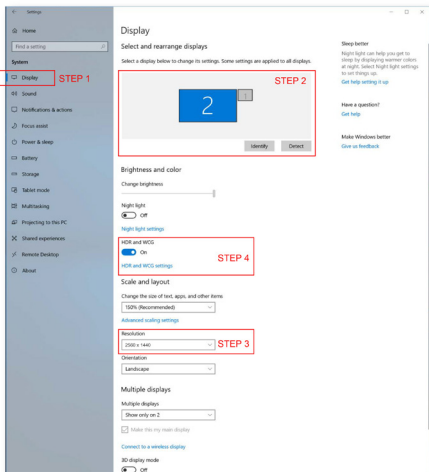 Settings
Home
Find a setting
System
Display
STEP 1
Sound
Notifications & actions
Focus assist
Power & sleep
Battery
Storage
Tablet mode
Multitasking
Projecting to this PC
Shared experiences
Remote Desktop
About
Display
Select and rearrange displays
Select a display below to change its settings. Some settings are applied to all displays.
STEP 2
2
1
Identify
Detect
Brightness and color
Change brightness
Night light
Off
Night light settings
HDR and WCG
On
STEP 4
HDR and WCG settings
Scale and layout
Change the size of text, apps, and other items
150% (Recommended)
Advanced scaling settings
Resolution
2560 x 1440
STEP 3
Orientation
Landscape
Multiple displays
Multiple displays
Show only on 2
Make this my main display
Connect to a wireless display
3D display mode
Off
Sleep better
Night light can help you get to
sleep by displaying warmer colors
at night. Select Night light settings
to set things up.
Get help setting it up
Have a question?
Get help
Make Windows better
Give us feedback